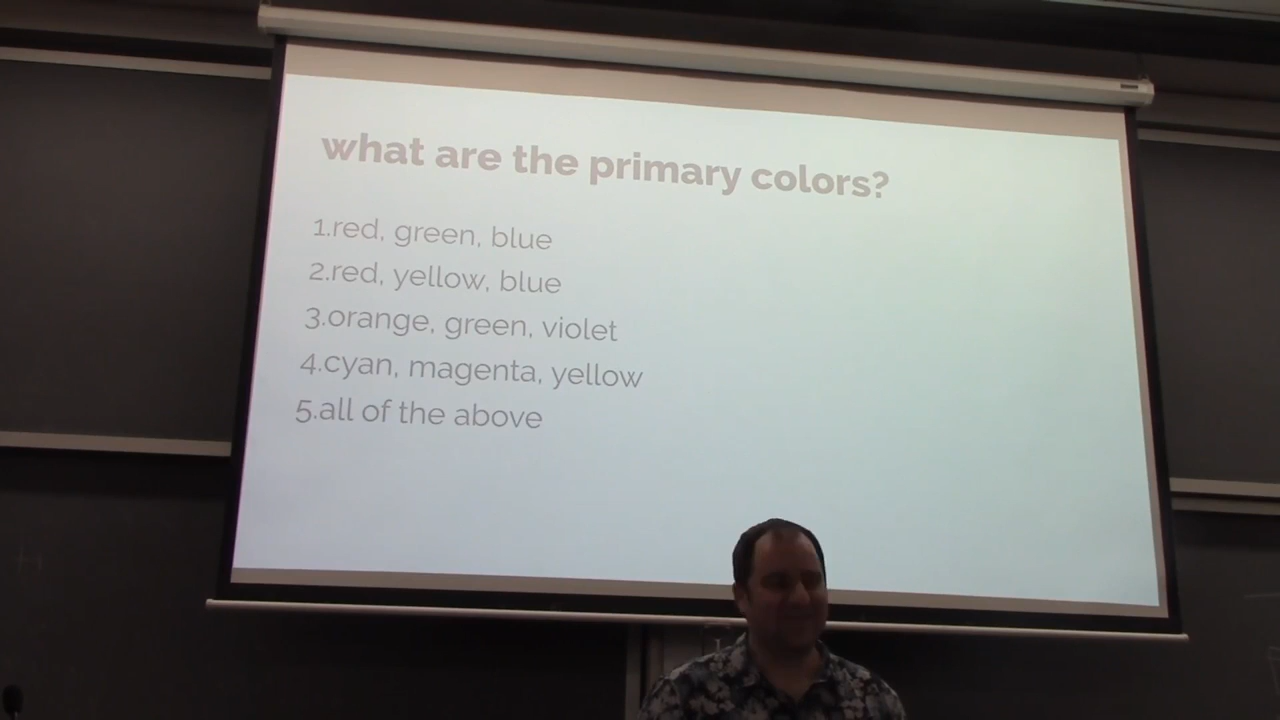 what are the primary colors?
1.red, green, blue
2.red, yellow, blue
3.orange, green, violet
4.cyan, magenta, yellow
5.all of the above